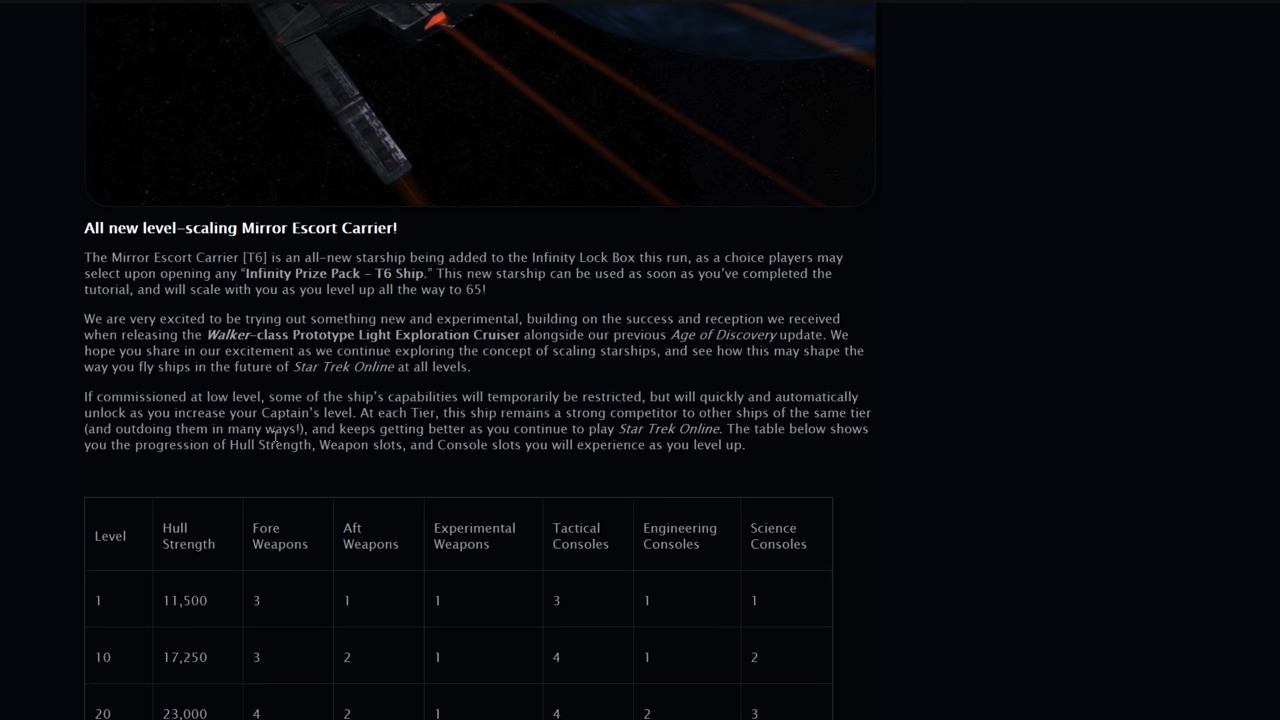 All new level-scaling Mirror Escort Carrier!
The Mirror Escort Carrier [T6] is an all-new starship being added to the Infinity Lock Box this run, as a choice players may
select upon opening any “Infinity Prize Pack - T6 Ship.” This new starship can be used as soon as you’ve completed the
tutorial, and will scale with you as you level up all the way to 65!
We are very excited to be trying out something new and experimental, building on the success and reception we received
when releasing the Walker-class Prototype Light Exploration Cruiser alongside our previous Age of Discovery update. We
hope you share in our excitement as we continue exploring the concept of scaling starships, and see how this may shape the
way you fly ships in the future of Star Trek Online at all levels.
If commissioned at low level, some of the ship’s capabilities will temporarily be restricted, but will quickly and automatically
unlock as you increase your Captain’s level. At each Tier, this ship remains a strong competitor to other ships of the same tier
(and outdoing them in many ways!), and keeps getting better as you continue to play Star Trek Online. The table below shows
you the progression of Hull Strength, Weapon slots, and Console slots you will experience as you level up.
Level Hull Strength Fore Weapons Aft Weapons Experimental Weapons Tactical Consoles Engineering Consoles Science Consoles
1 11,500 3 1 1 3 1 1
10 17,250 3 2 1 4 1 2
20 23,000 4 2 1 4 2 3